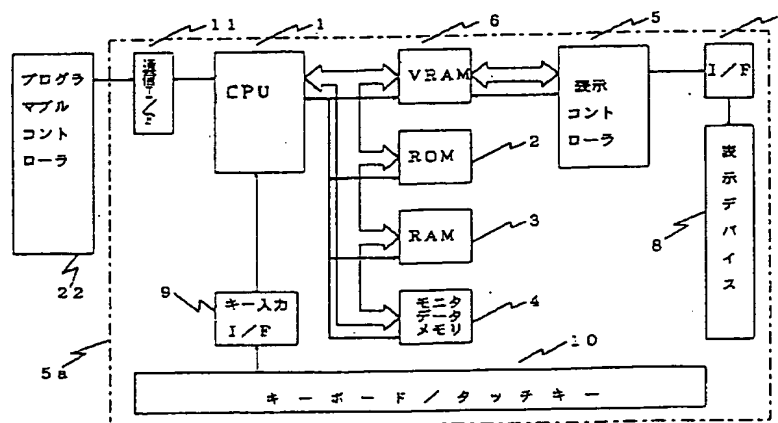 11
1
6
5
プログラ
マブル
コント
ローラ
通信I/F
CPU
VRAM
表示
コント
ローラ
I/F
ROM
2
RAM
3
表示デバイス
8
22
9
キー入力
I/F
モニタ
データ
メモリ
4
5a
10
キーボード/タッチキー